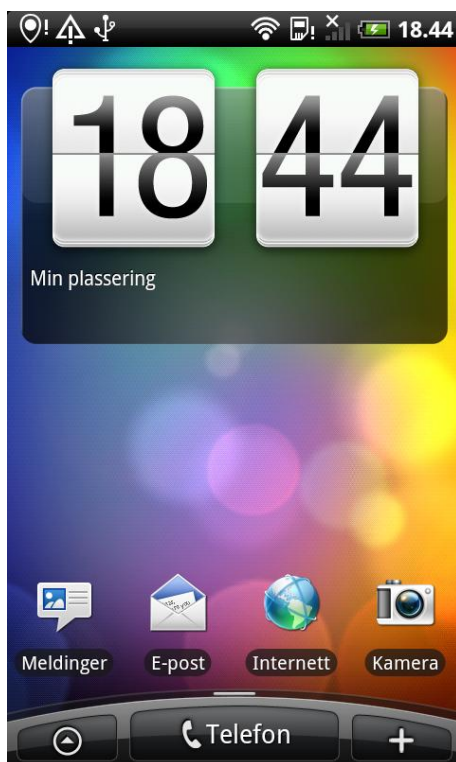 18.44
18 44
Min plassering
Meldinger E-post Internett Kamera
Telefon